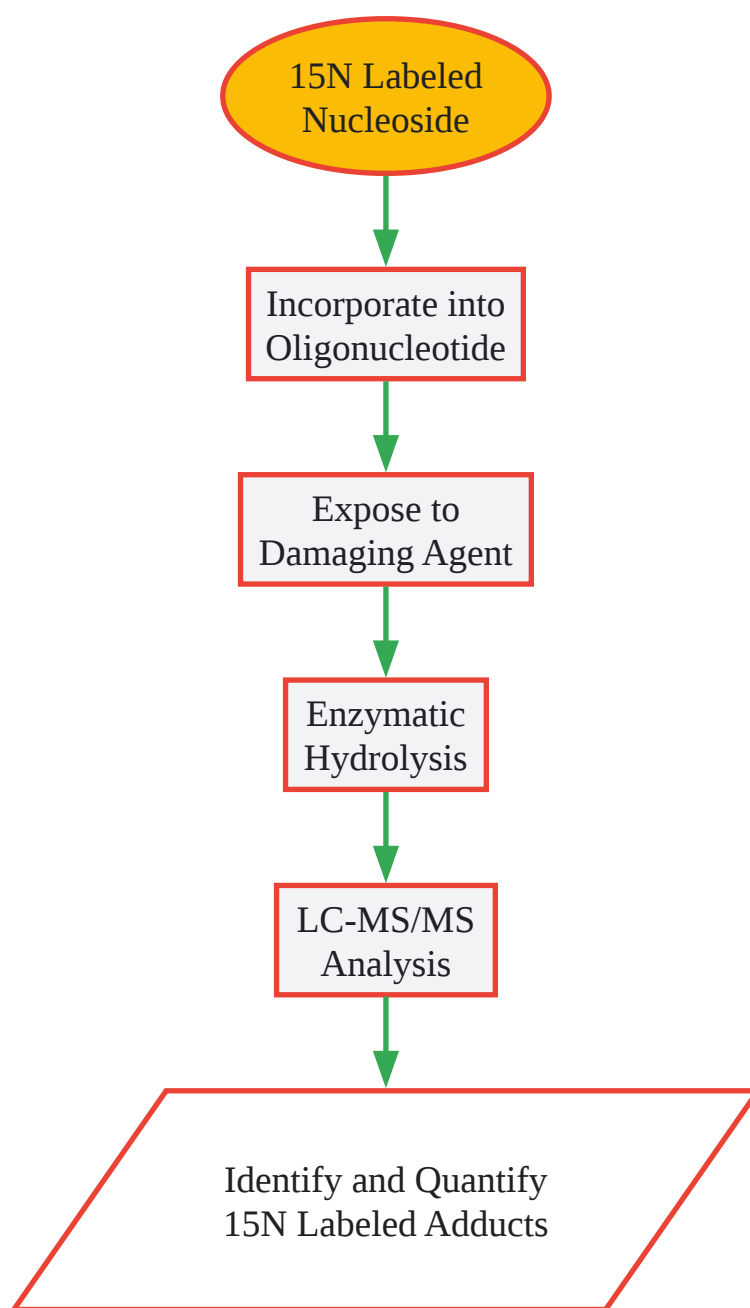 15N Labeled
Nucleoside
Incorporate into
Oligonucleotide
Expose to
Damaging Agent
Enzymatic
Hydrolysis
LC-MS/MS
Analysis
Identify and Quantify
15N Labeled Adducts